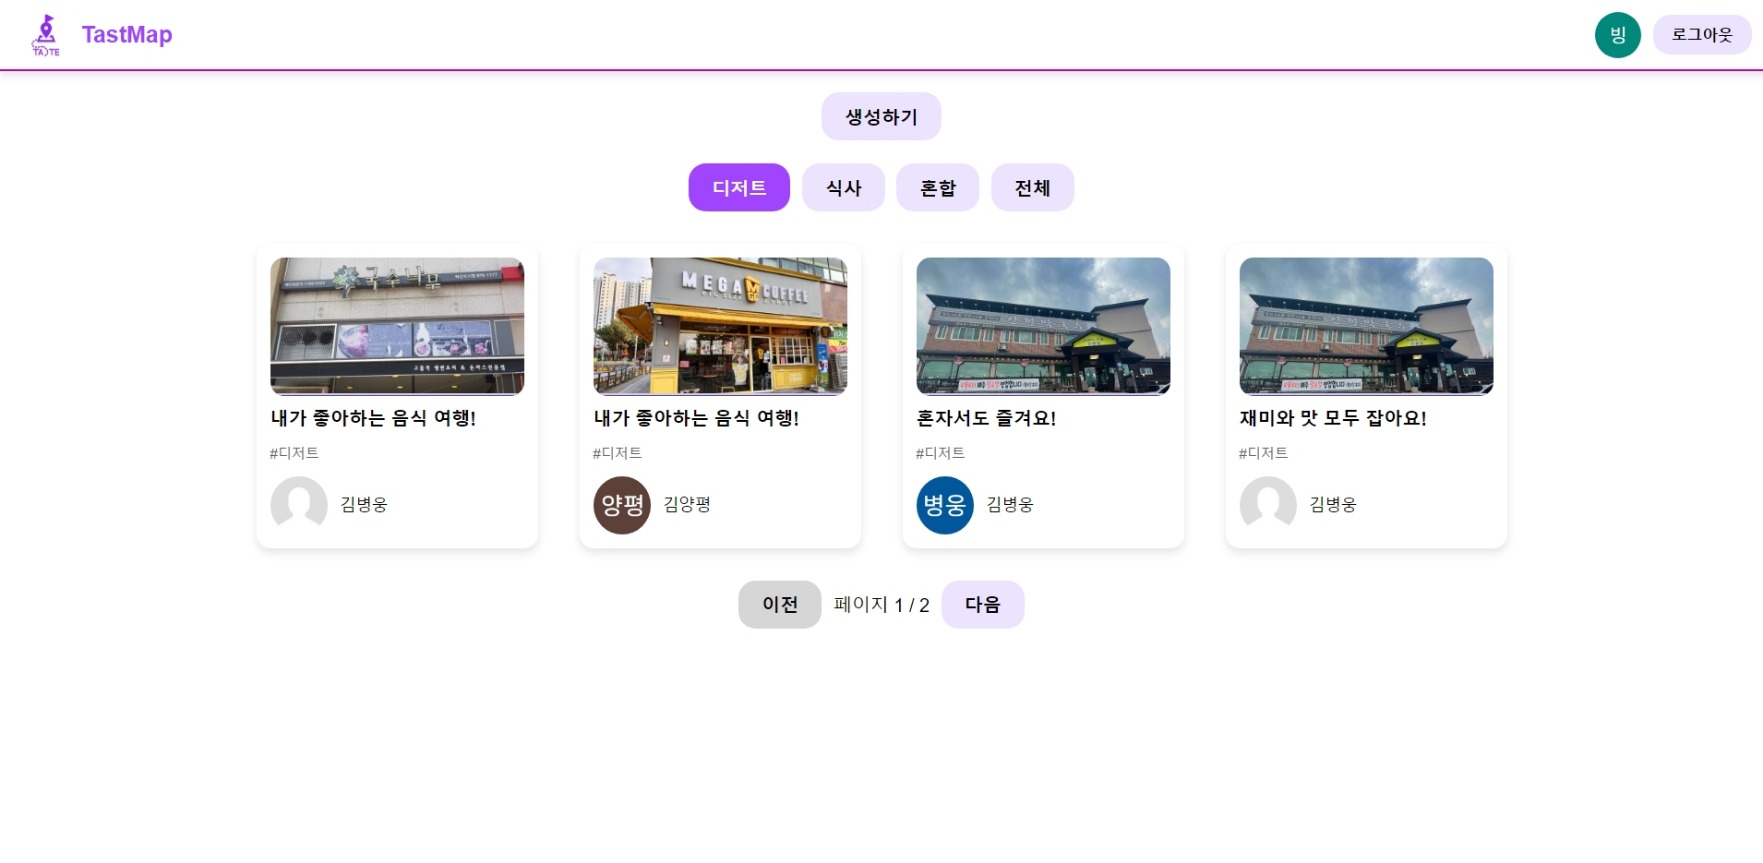 TASTE
TastMap
빙
로그아웃
생성하기
디저트
식사
혼합
전체
국수나무
MEGA MGC COFFEE
내가 좋아하는 음식 여행!
내가 좋아하는 음식 여행!
혼자서도 즐겨요!
재미와 맛 모두 잡아요!
#디저트
#디저트
#디저트
#디저트
김병웅
양평
김양평
병웅
김병웅
김병웅
이전
페이지 1 / 2
다음